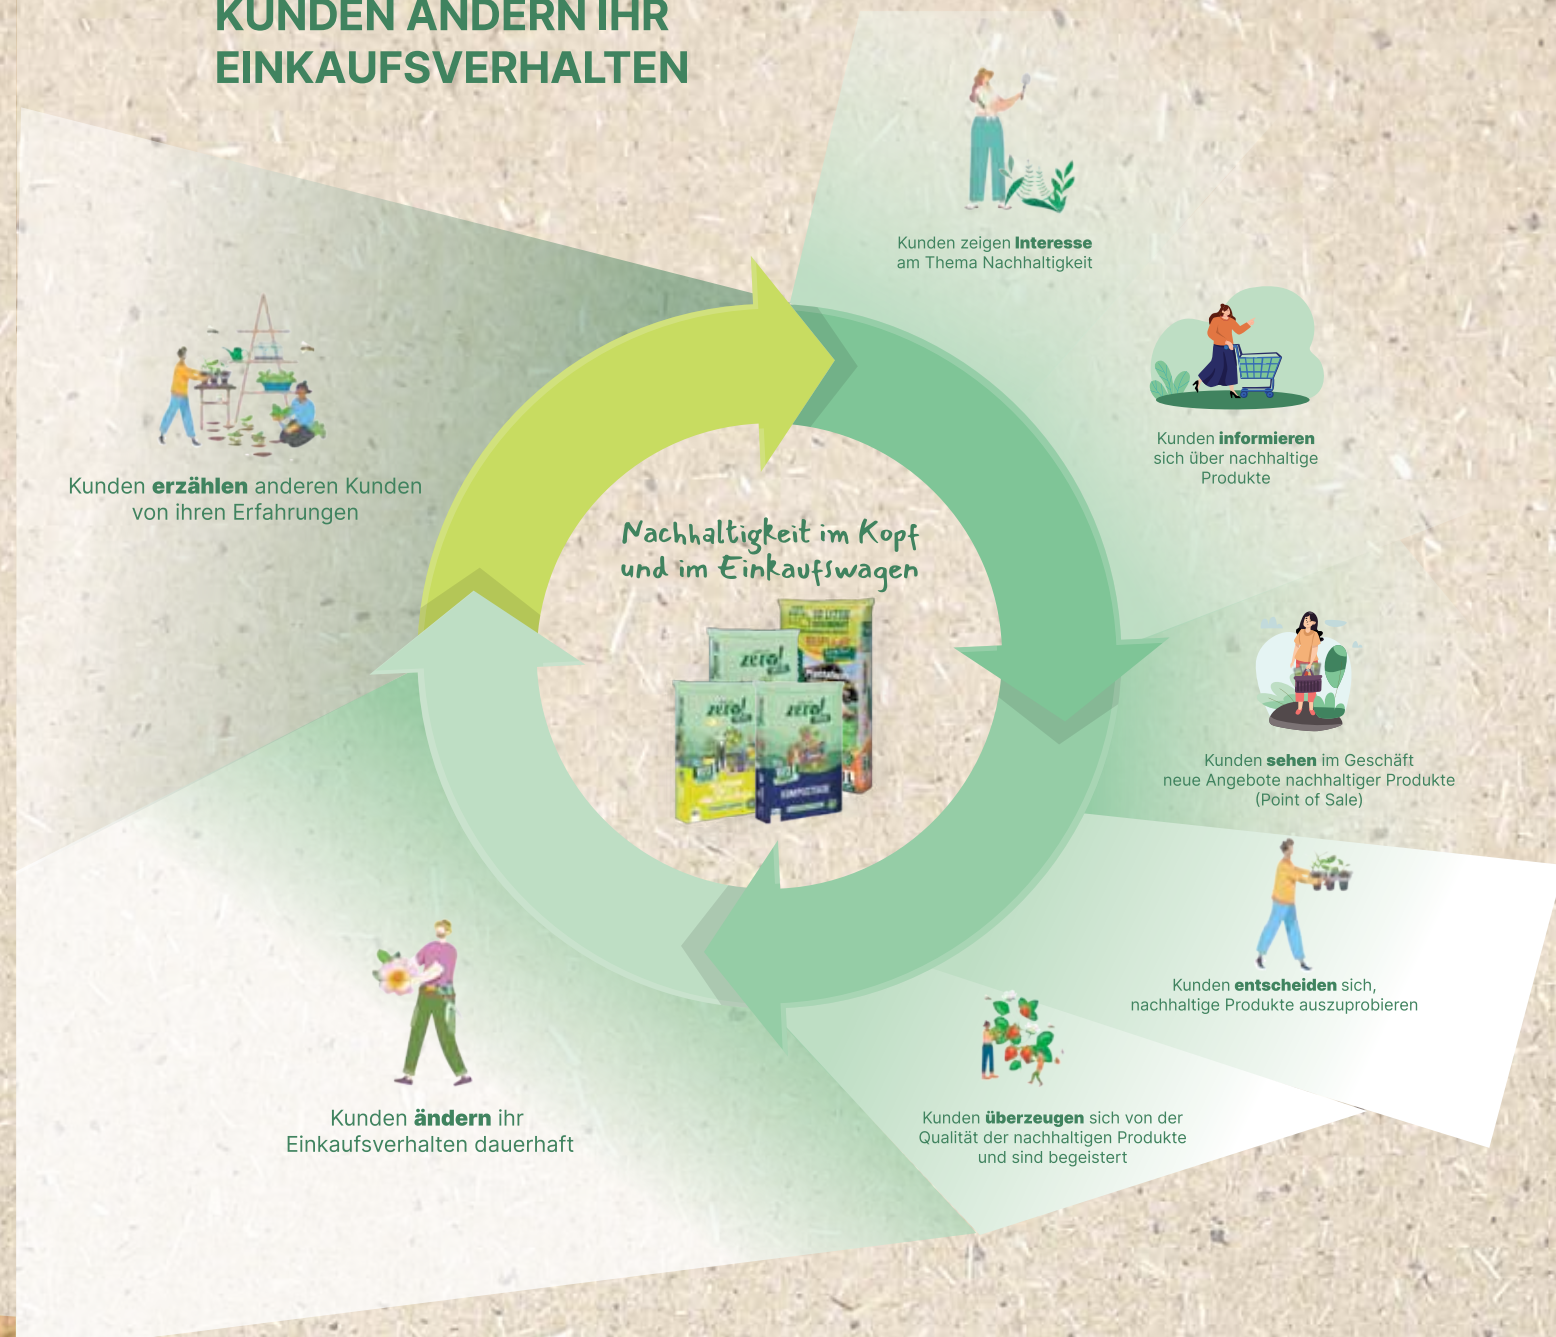 KUNDEN ÄNDERN IHR
EINKAUFSVERHALTEN
Kunden zeigen Interesse
am Thema Nachhaltigkeit
Kunden informieren
sich über nachhaltige
Produkte
Kunden erzählen anderen Kunden
von ihren Erfahrungen
Nachhaltigkeit im Kopf
und im Einkaufswagen
zero!
zero!
zero!
Kunden sehen im Geschäft
neue Angebote nachhaltiger Produkte
(Point of Sale)
Kunden entscheiden sich,
nachhaltige Produkte auszuprobieren
Kunden ändern ihr
Einkaufsverhalten dauerhaft
Kunden überzeugen sich von der
Qualität der nachhaltigen Produkte
und sind begeistert